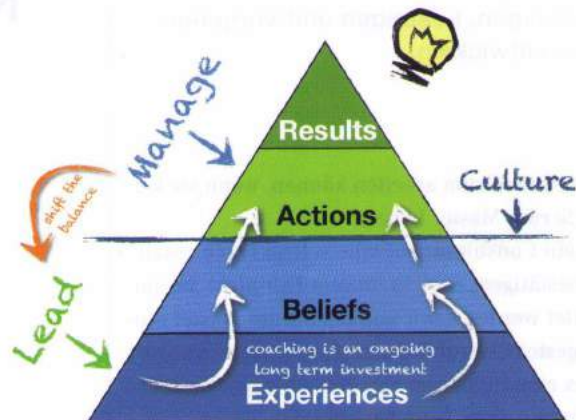 Results
Manage
shift the
balance
Culture
Actions
Lead
Beliefs
coaching is an ongoing
long term investment
Experiences